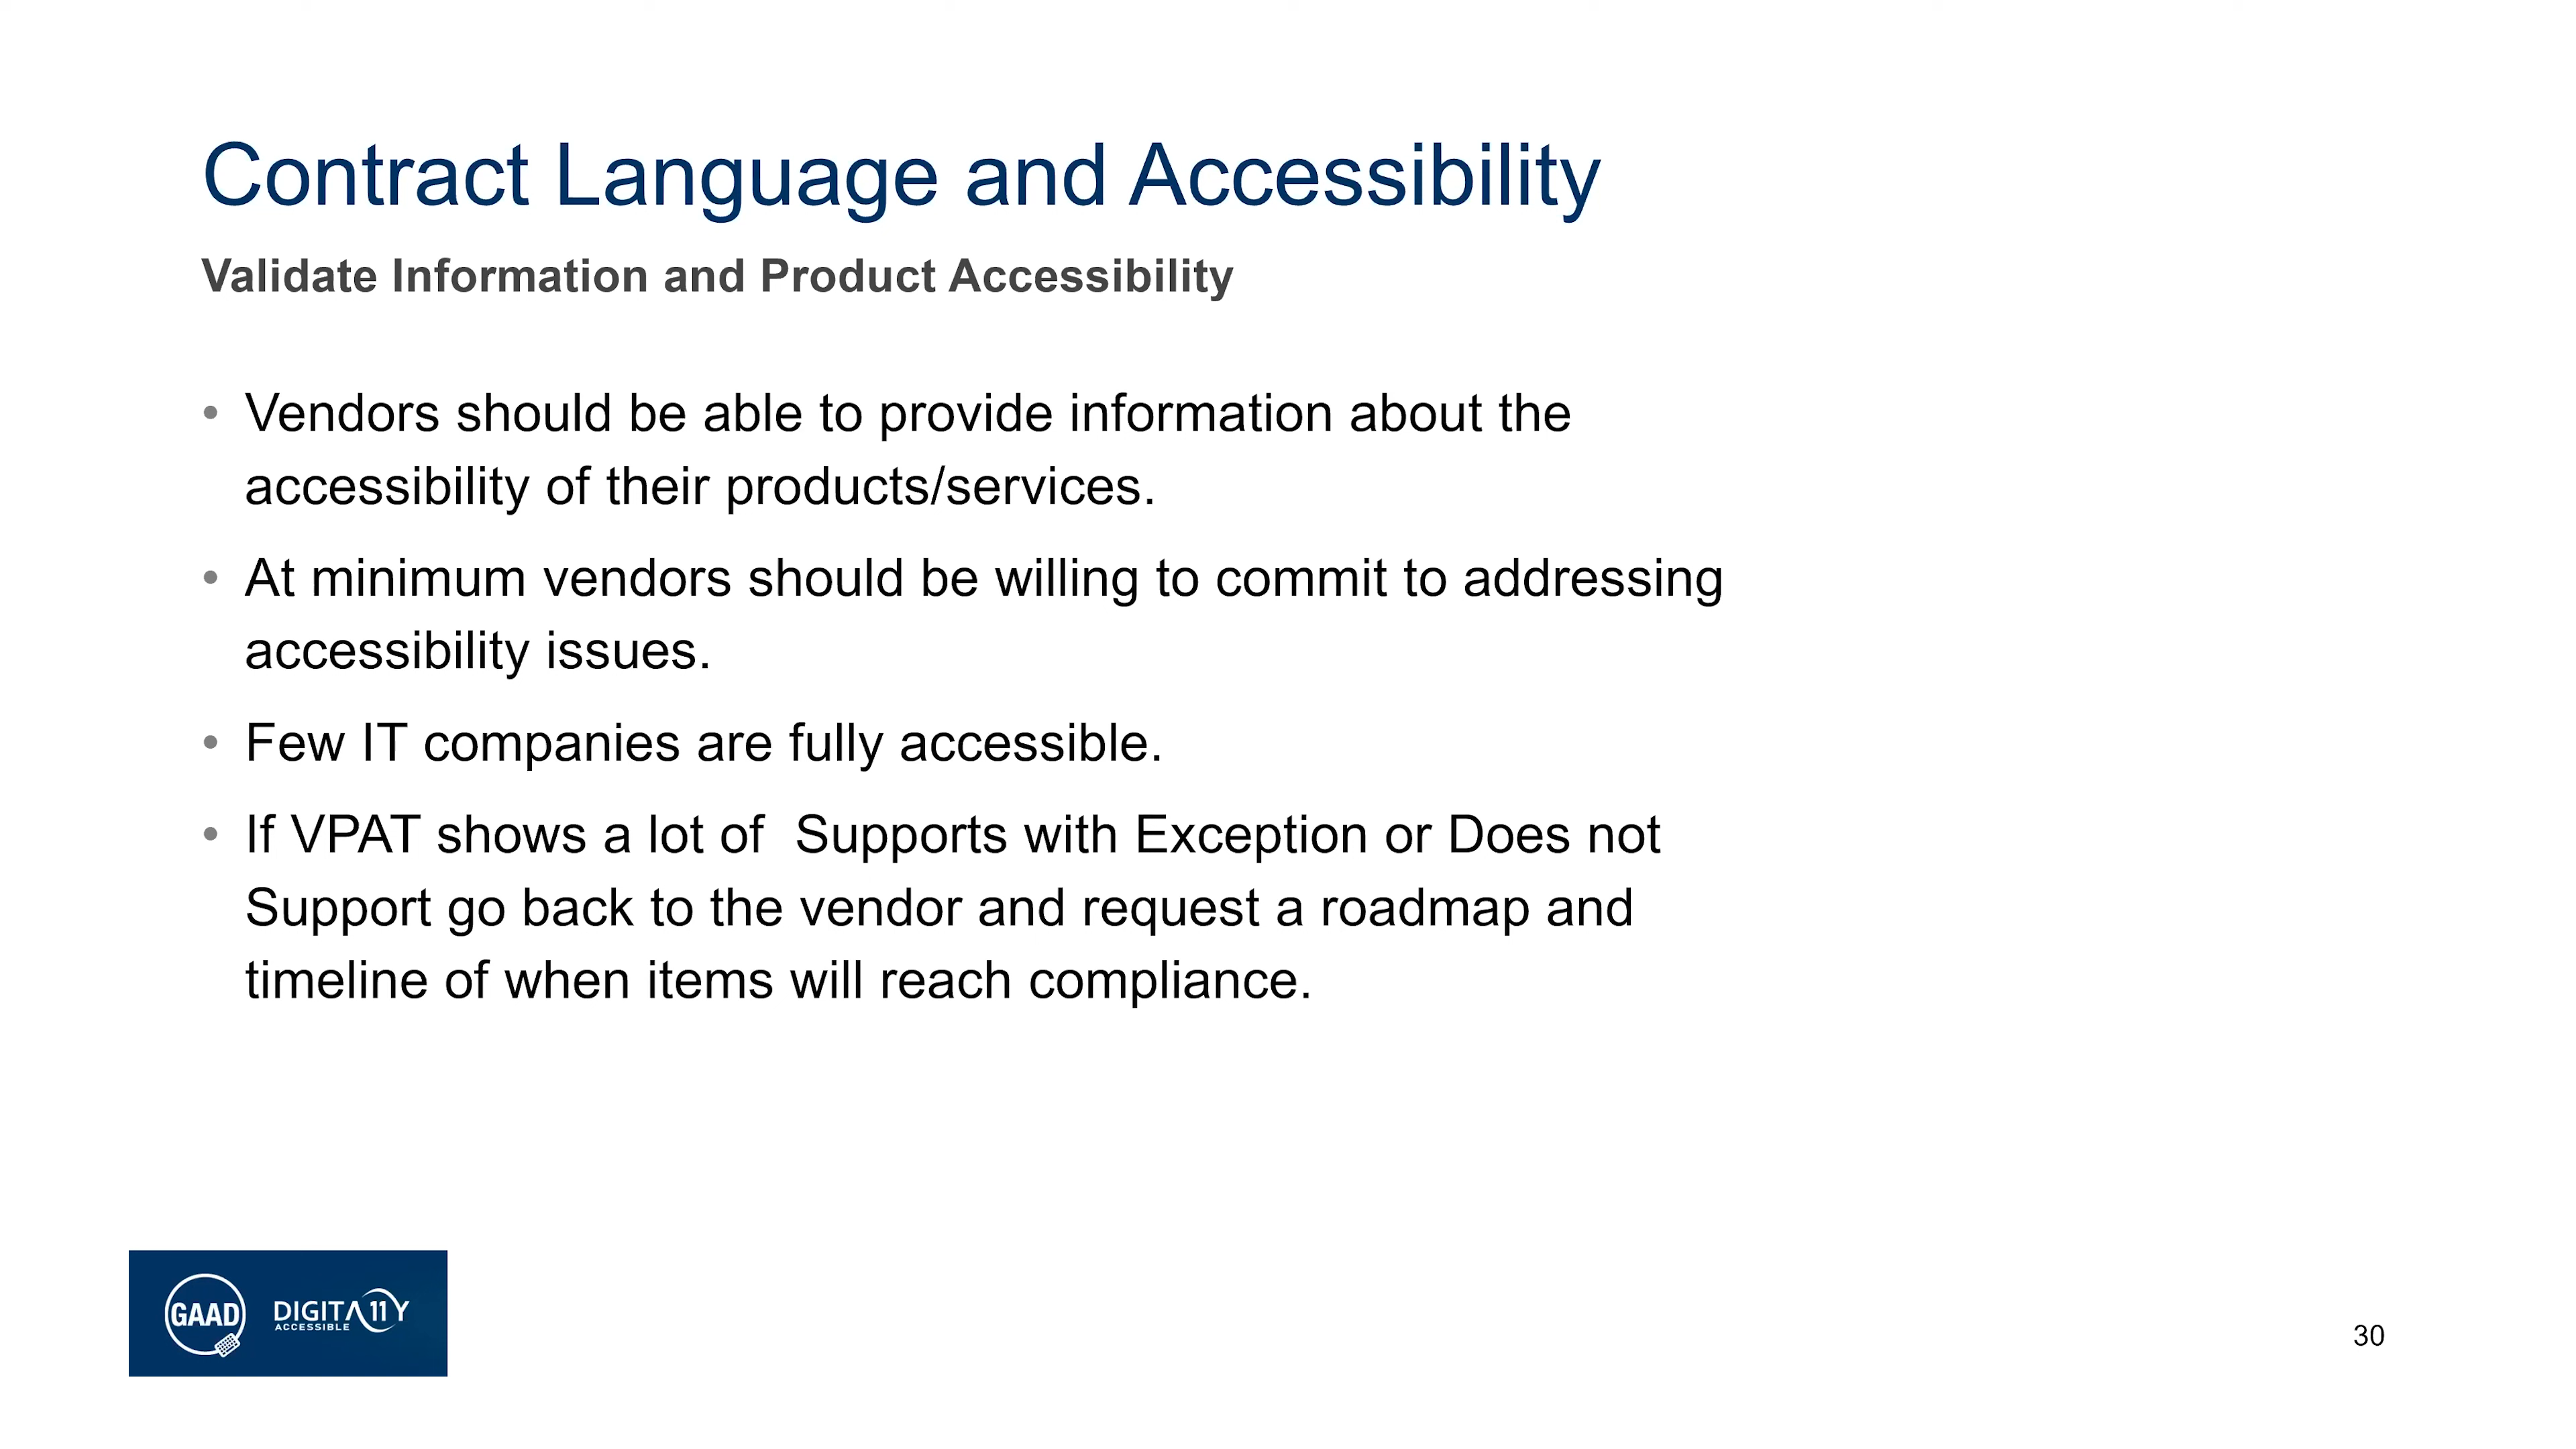 Contract Language and Accessibility
Validate Information and Product Accessibility
• Vendors should be able to provide information about the
accessibility of their products/services.
• At minimum vendors should be willing to commit to addressing
accessibility issues.
• Few IT companies are fully accessible.
• If VPAT shows a lot of  Supports with Exception or Does not
Support go back to the vendor and request a roadmap and
timeline of when items will reach compliance.
GAAD
DIGITA11Y
ACCESSIBLE
30